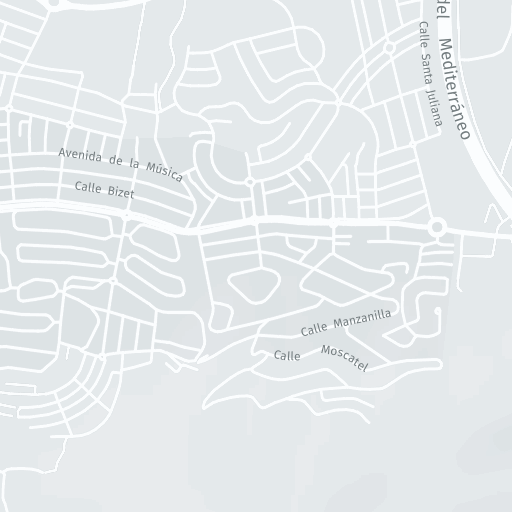 del Mediterráneo
Calle Santa Juliana
Avenida de la Música
Calle Bizet
Calle Manzanilla
Calle Moscatel